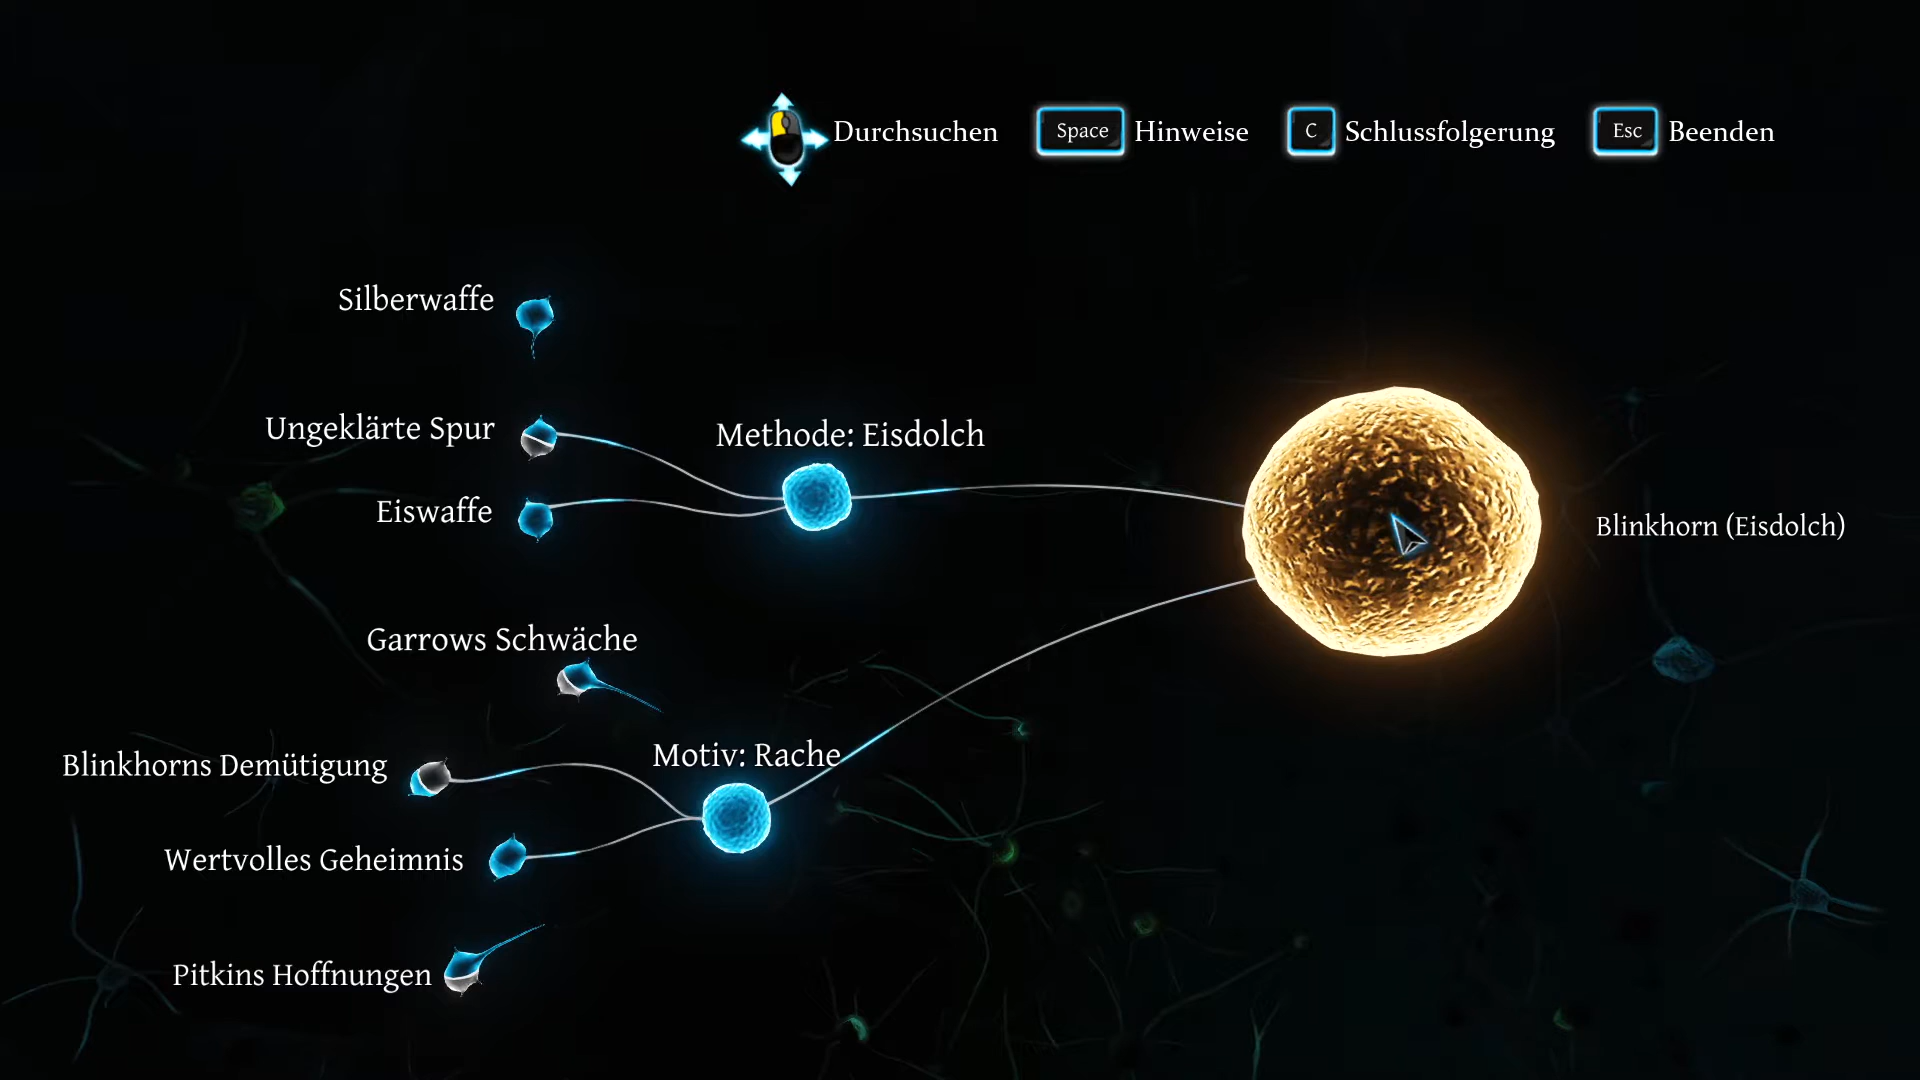 Durchsuchen
Space Hinweise
C Schlussfolgerung
Esc Beenden
Silberwaffe
Ungeklärte Spur
Methode: Eisdolch
Eiswaffe
Blinkhorn (Eisdolch)
Garrows Schwäche
Motiv: Rache
Blinkhorns Demütigung
Wertvolles Geheimnis
Pitkins Hoffnungen